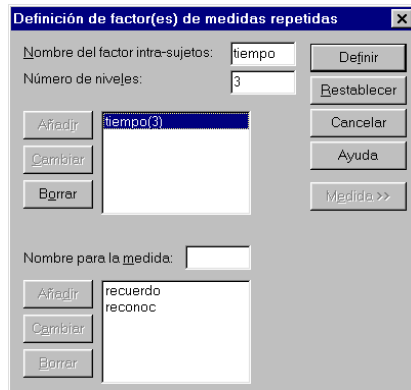 Definición de factor(es) de medidas repetidas
Nombre del factor intra-sujetos: tiempo
Número de niveles: 3
Definir
Restablecer
Cancelar
Ayuda
Medida >>
Añadir
Cambiar
Borrar
tiempo(3)
Nombre para la medida:
Añadir
Cambiar
Borrar
recuerdo
reconoc